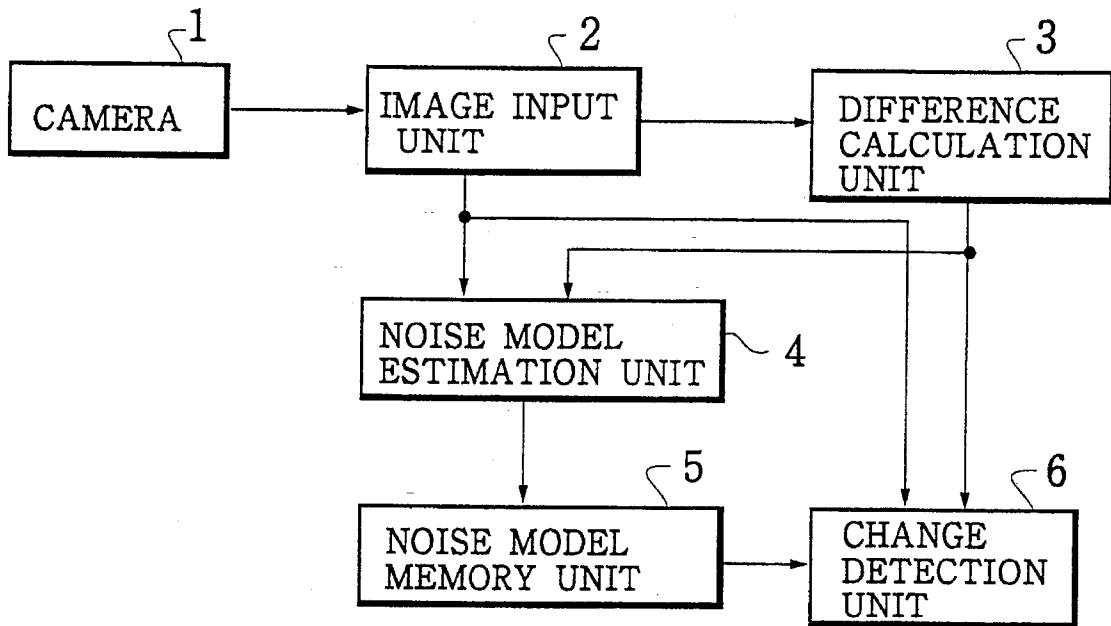 1
CAMERA
2
IMAGE INPUT
UNIT
3
DIFFERENCE
CALCULATION
UNIT
4
NOISE MODEL
ESTIMATION UNIT
5
NOISE MODEL
MEMORY UNIT
6
CHANGE
DETECTION
UNIT